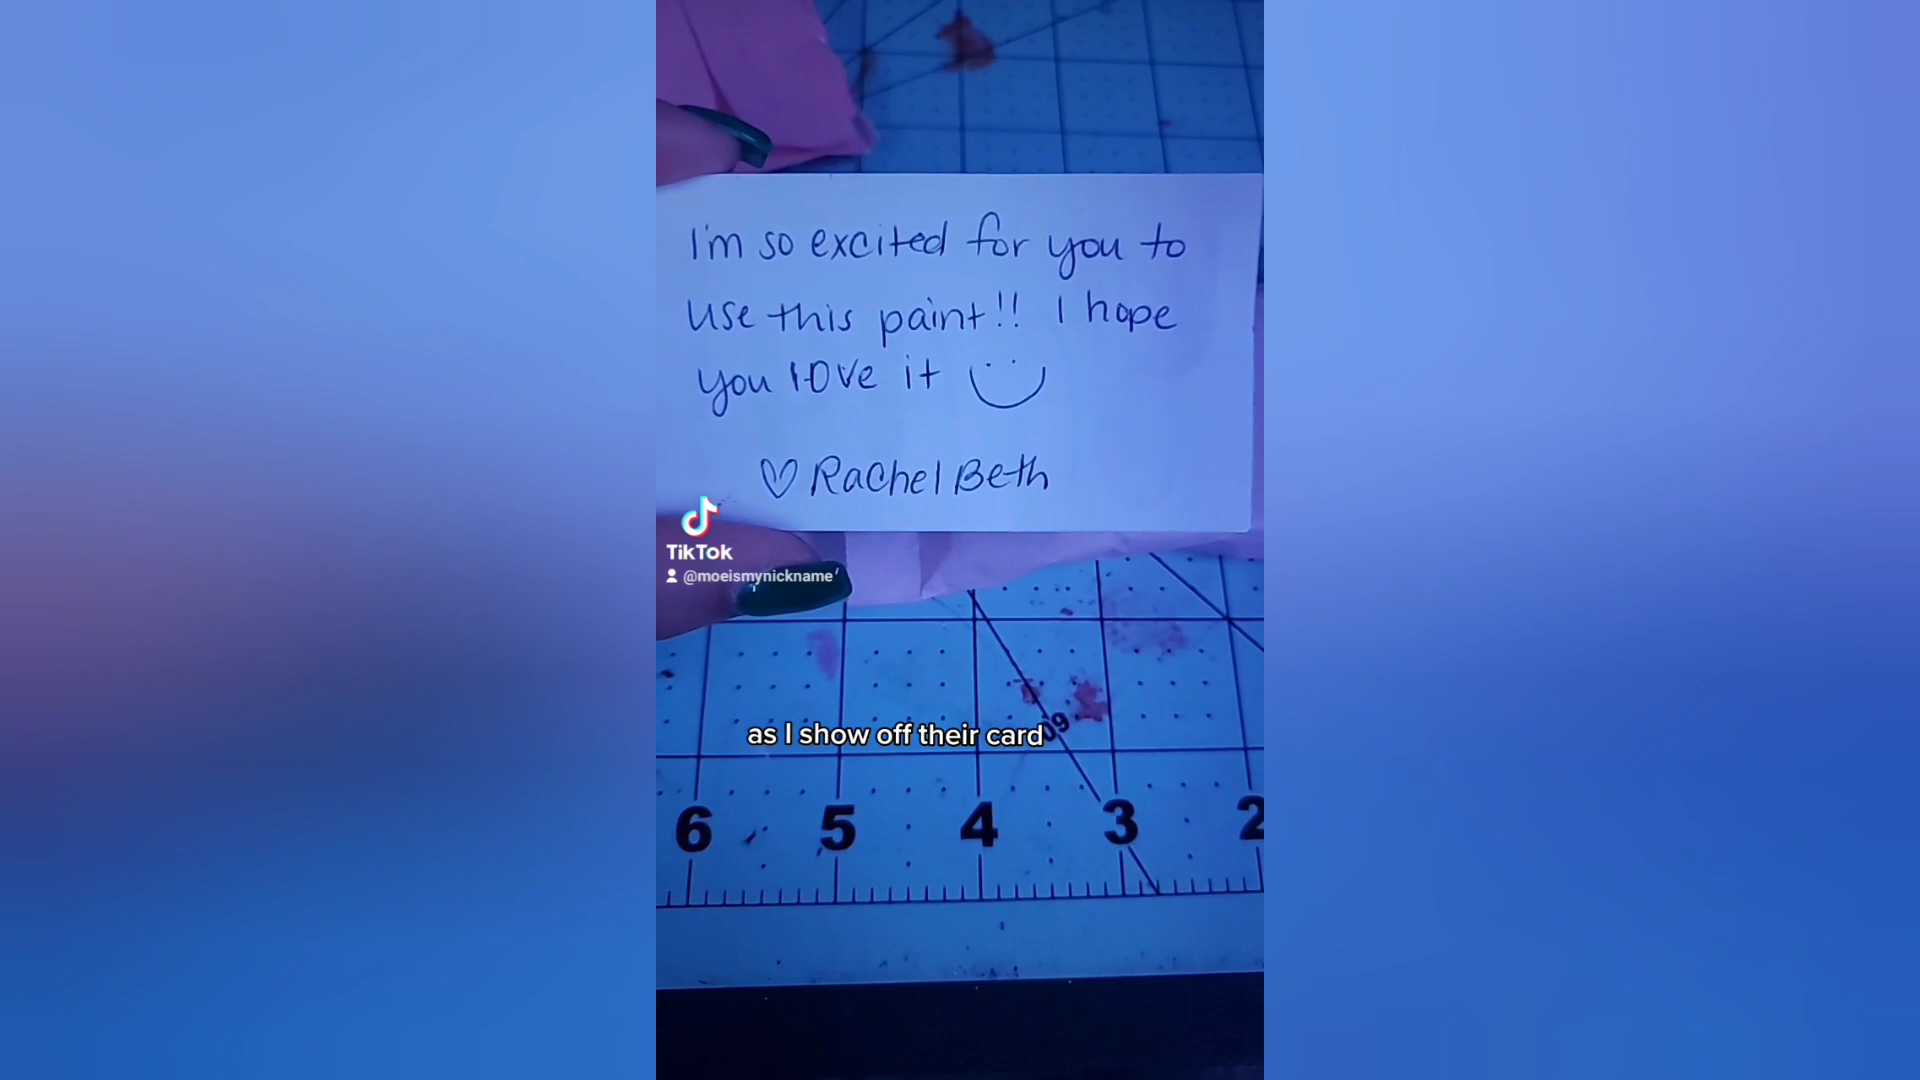 I'm so excited for you to
use this paint!! I hope
you love it
♡ Rachel Beth
TikTok
@moeismynickname
as I show off their card
60
6 5 4 3 2